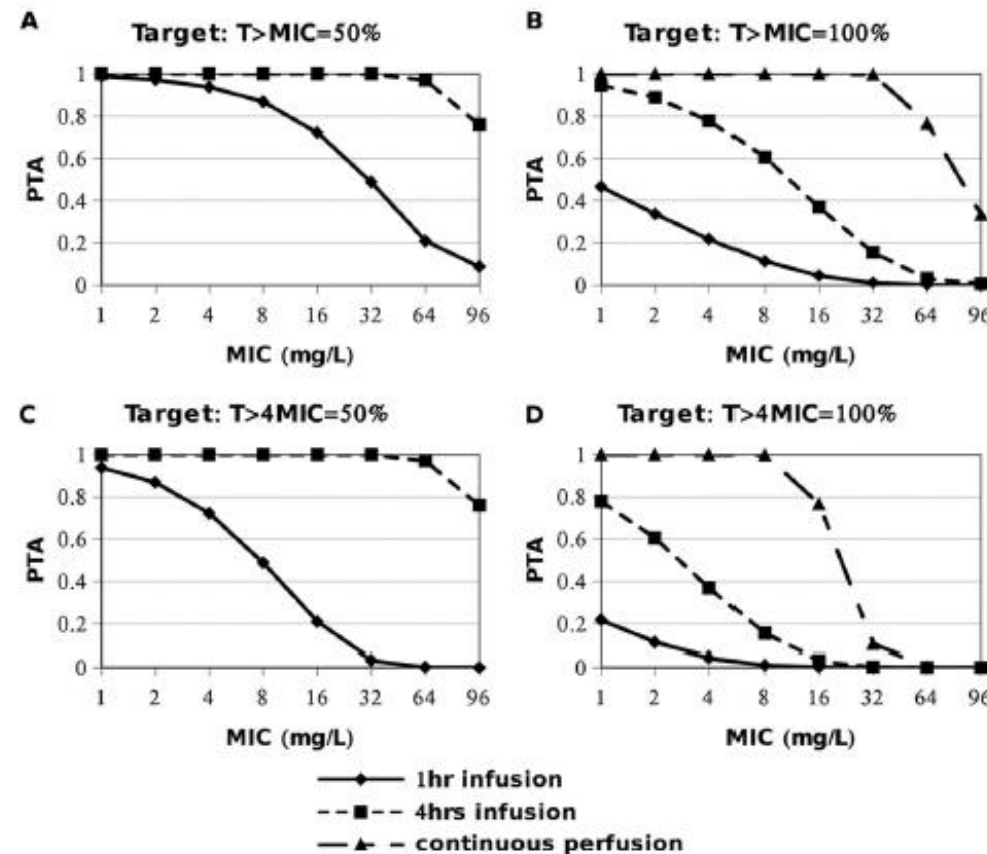 A
Target: T>MIC=50%
1
0.8
0.6
0.4
0.2
0
PTA
1 2 4 8 16 32 64 96
MIC (mg/L)
B
Target: T>MIC=100%
1
0.8
0.6
0.4
0.2
0
PTA
1 2 4 8 16 32 64 96
MIC (mg/L)
C
Target: T>4MIC=50%
1
0.8
0.6
0.4
0.2
0
PTA
1 2 4 8 16 32 64 96
MIC (mg/L)
D
Target: T>4MIC=100%
1
0.8
0.6
0.4
0.2
0
PTA
1 2 4 8 16 32 64 96
MIC (mg/L)
1hr infusion
4hrs infusion
continuous perfusion